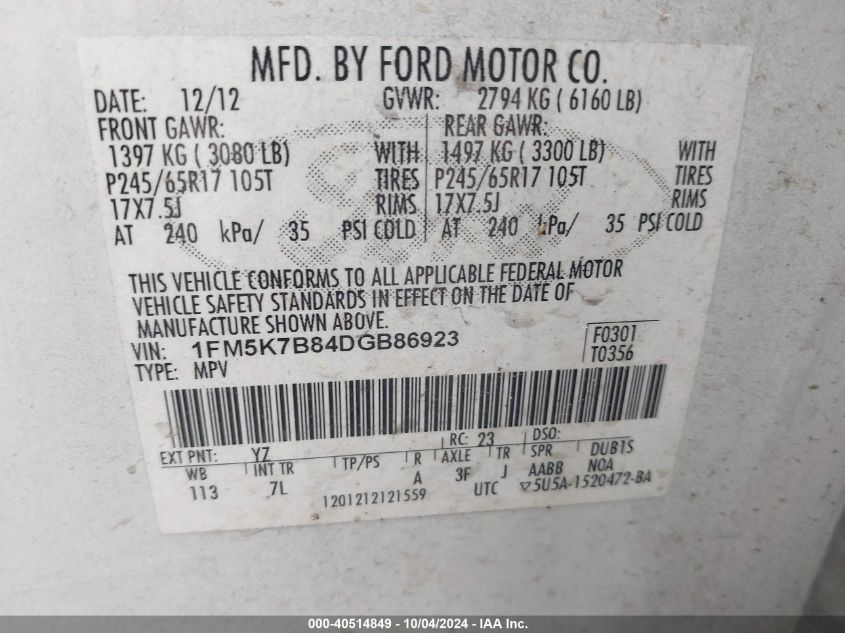 MFD. BY FORD MOTOR CO.
DATE: 12/12 GVWR: 2794 KG ( 6160 LB)
FRONT GAWR: REAR GAWR:
1397 KG ( 3080 LB) WITH 1497 KG ( 3300 LB) WITH
P245/65R17 105T TIRES P245/65R17 105T TIRES
17X7.5J RIMS 17X7.5J RIMS
AT 240 kPa/ 35 PSI COLD AT 240 kPa/ 35 PSI COLD
THIS VEHICLE CONFORMS TO ALL APPLICABLE FEDERAL MOTOR
VEHICLE SAFETY STANDARDS IN EFFECT ON THE DATE OF
MANUFACTURE SHOWN ABOVE.
VIN: 1FM5K7B84DGB86923 F0301
TYPE: MPV T0356
EXT PNT: YZ RC: 23 DSO:
WB INT TR TP/PS R AXLE TR SPR DUB1S
113 7L A 3F J AABB N0A
1201212121559 UTC ▽5U5A-1520472-BA
000-40514849 - 10/04/2024 - IAA Inc.